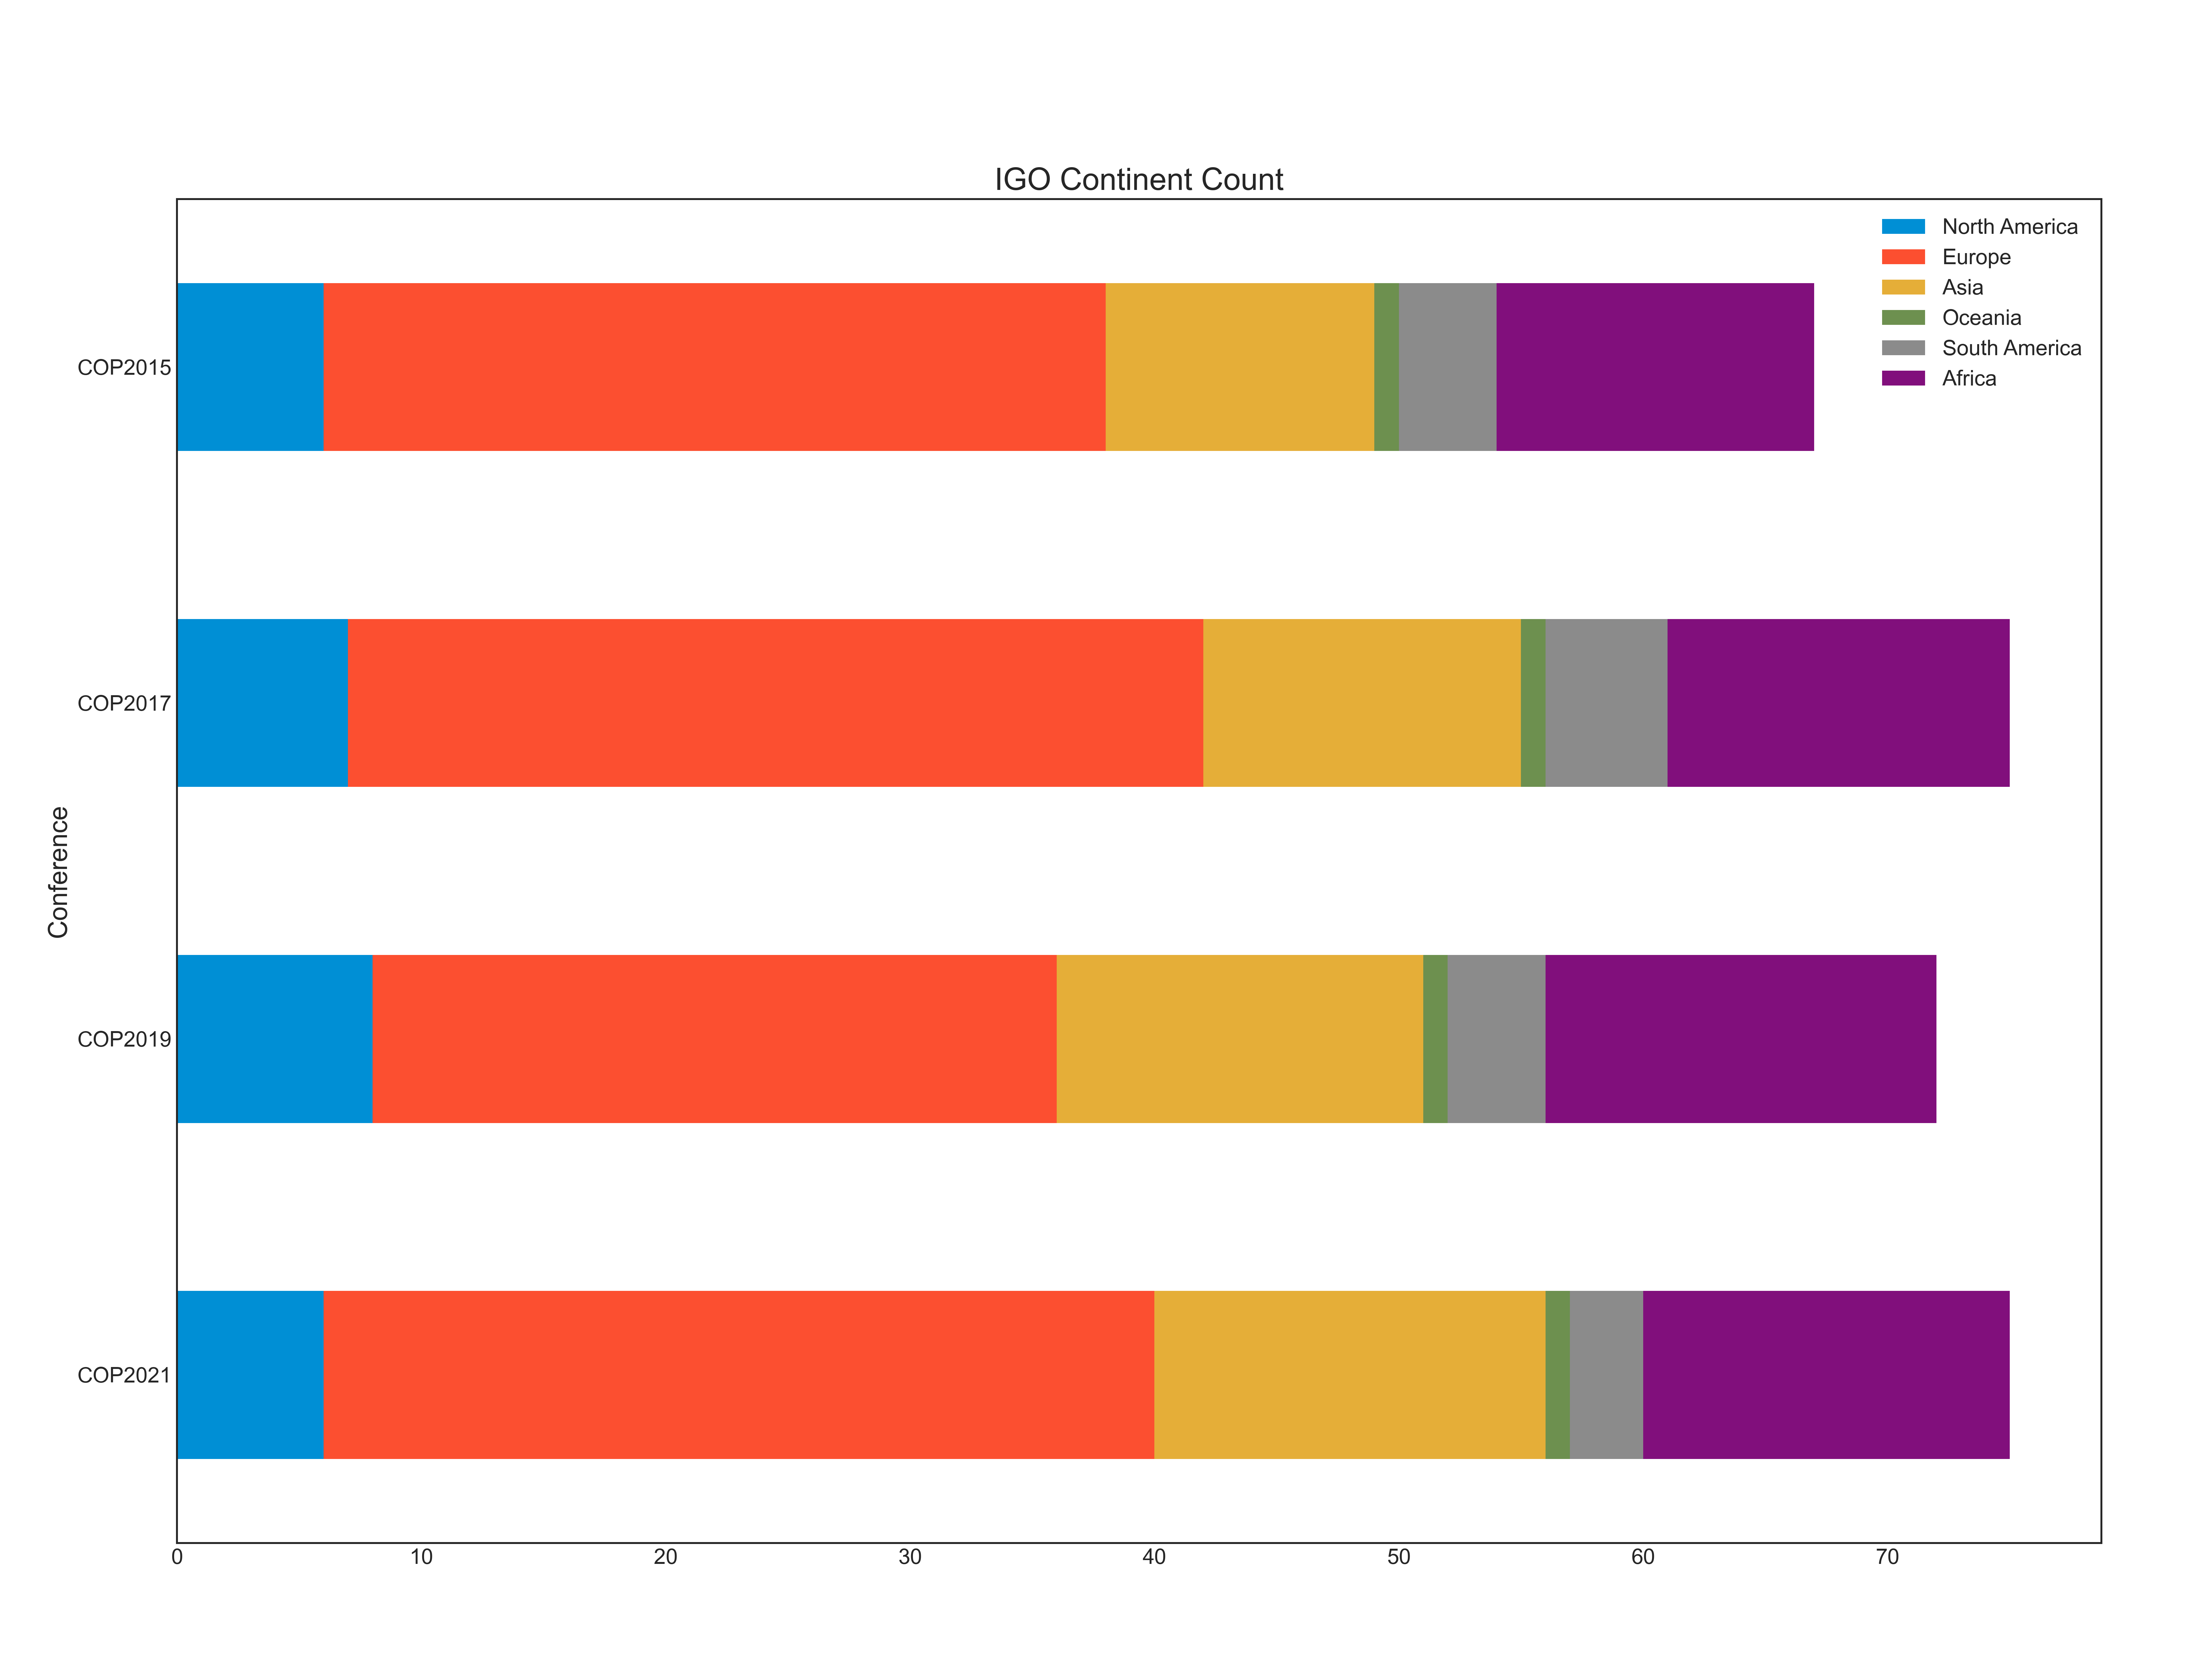 IGO Continent Count
North America
Europe
Asia
Oceania
South America
Africa
COP2015
COP2017
COP2019
COP2021
Conference
0 10 20 30 40 50 60 70